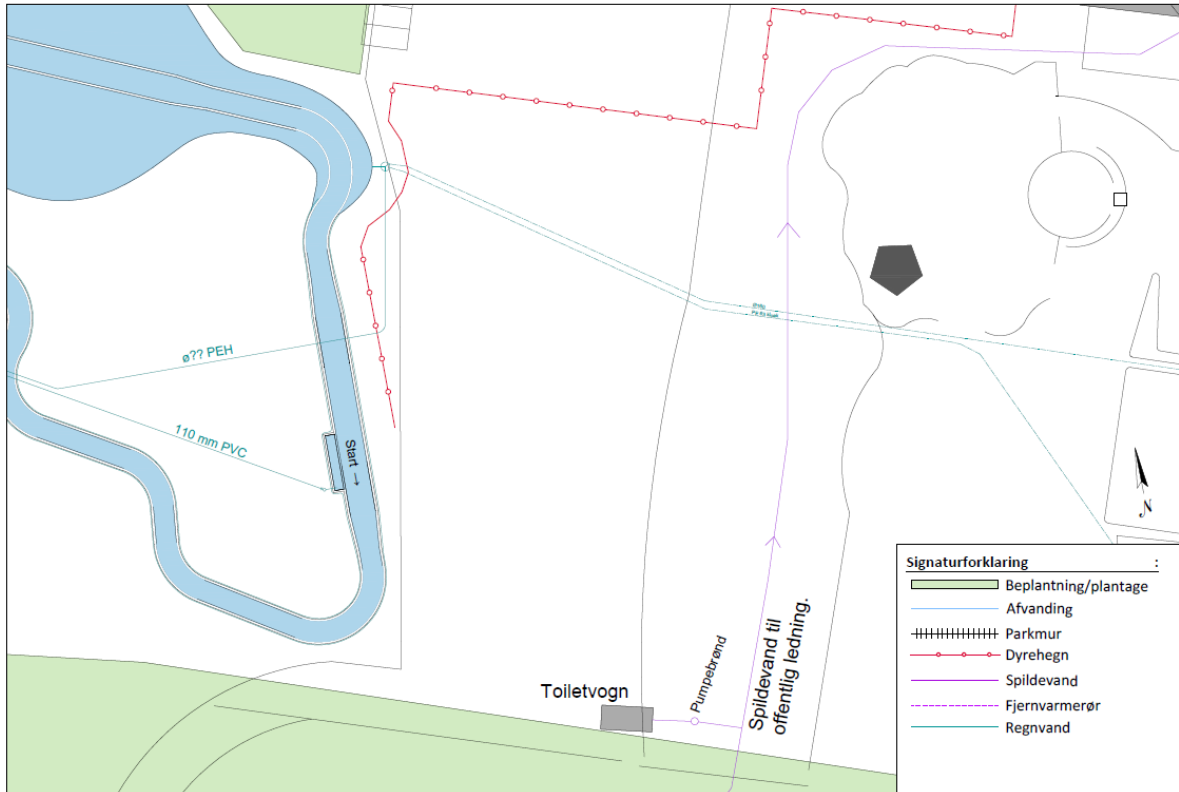 ø?? PEH
110 mm PVC
Start →
Toiletvogn
Pumpebrønd
Spildevand til
offentlig ledning.
N
Signaturforklaring :
Beplantning/plantage
Afvanding
Parkmur
Dyrehegn
Spildevand
Fjernvarmerør
Regnvand